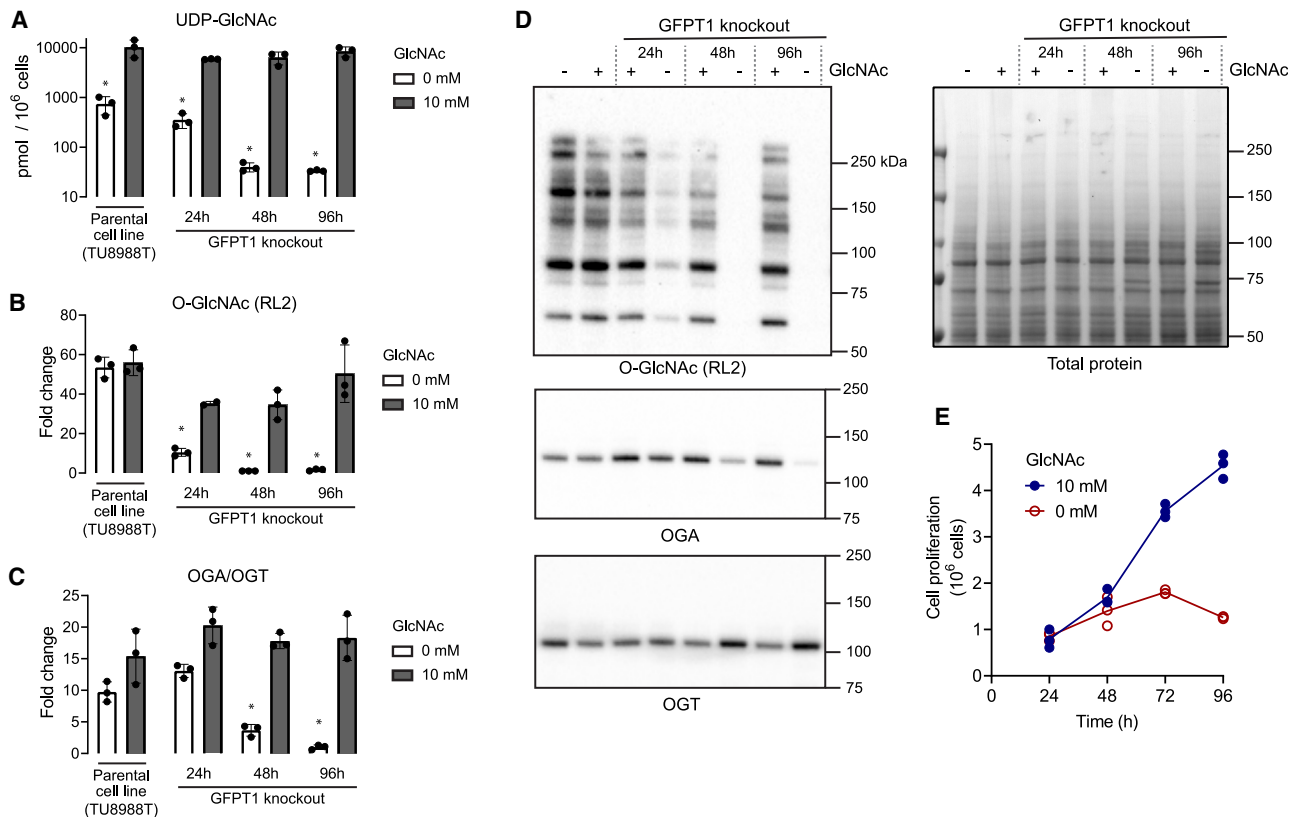 A
UDP-GlcNAc
pmol / 10⁶ cells
10000
1000
100
10
*
*
*
*
GlcNAc
0 mM
10 mM
Parental
cell line
(TU8988T)
24h 48h 96h
GFPT1 knockout
B
O-GlcNAc (RL2)
Fold change
80
60
40
20
0
*
*
*
GlcNAc
0 mM
10 mM
Parental
cell line
(TU8988T)
24h 48h 96h
GFPT1 knockout
C
OGA/OGT
Fold change
25
20
15
10
5
0
*
*
GlcNAc
0 mM
10 mM
Parental
cell line
(TU8988T)
24h 48h 96h
GFPT1 knockout
D
GFPT1 knockout
24h 48h 96h
- + + - + - + - GlcNAc
250 kDa
150
100
75
50
O-GlcNAc (RL2)
250
150
100
75
OGA
250
150
100
75
OGT
GFPT1 knockout
24h 48h 96h
- + + - + - + - GlcNAc
250
150
100
75
50
Total protein
E
Cell proliferation
(10⁶ cells)
5
4
3
2
1
0
GlcNAc
10 mM
0 mM
0 24 48 72 96
Time (h)